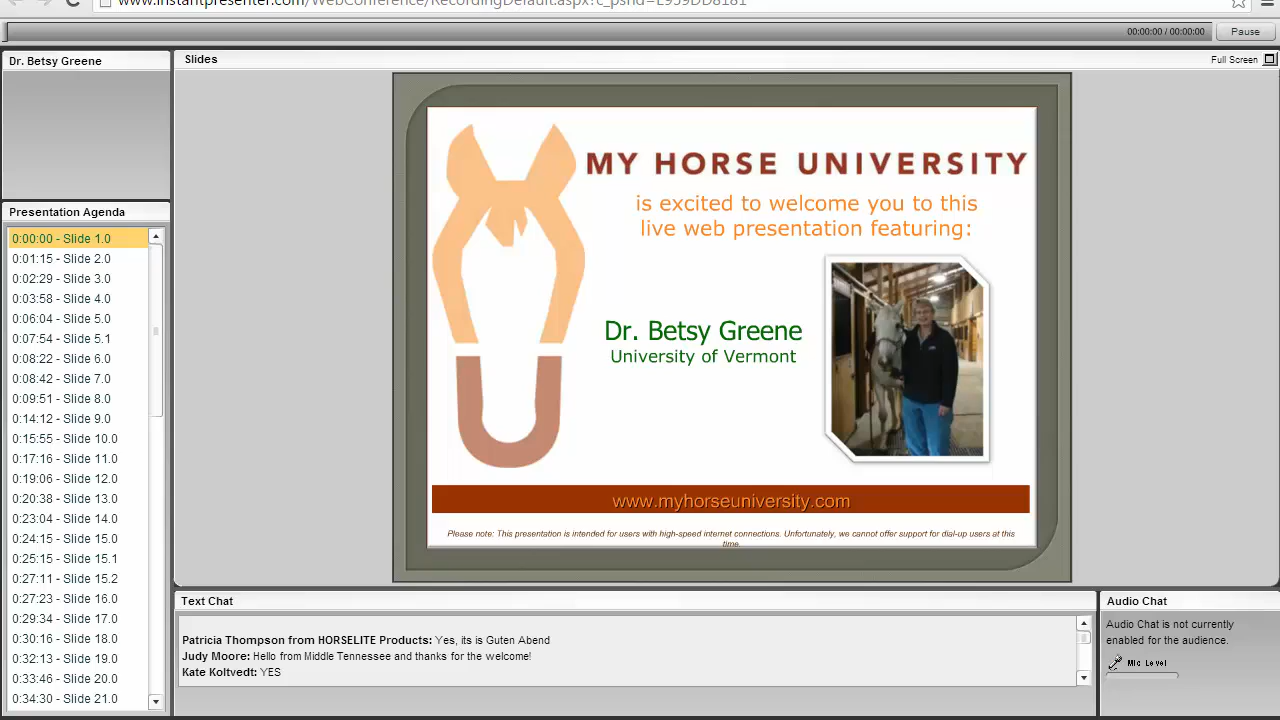 00:00:00 / 00:00:00
Pause
Dr. Betsy Greene
Slides
Full Screen
Presentation Agenda
0:00:00 - Slide 1.0
0:01:15 - Slide 2.0
0:02:29 - Slide 3.0
0:03:58 - Slide 4.0
0:06:04 - Slide 5.0
0:07:54 - Slide 5.1
0:08:22 - Slide 6.0
0:08:42 - Slide 7.0
0:09:51 - Slide 8.0
0:14:12 - Slide 9.0
0:15:55 - Slide 10.0
0:17:16 - Slide 11.0
0:19:06 - Slide 12.0
0:20:38 - Slide 13.0
0:23:04 - Slide 14.0
0:24:15 - Slide 15.0
0:25:15 - Slide 15.1
0:27:11 - Slide 15.2
0:27:23 - Slide 16.0
0:29:34 - Slide 17.0
0:30:16 - Slide 18.0
0:32:13 - Slide 19.0
0:33:46 - Slide 20.0
0:34:30 - Slide 21.0
MY HORSE UNIVERSITY
is excited to welcome you to this
live web presentation featuring:
Dr. Betsy Greene
University of Vermont
www.myhorseuniversity.com
Please note: This presentation is intended for users with high-speed internet connections. Unfortunately, we cannot offer support for dial-up users at this
time.
Text Chat
Patricia Thompson from HORSELITE Products: Yes, its is Guten Abend
Judy Moore: Hello from Middle Tennessee and thanks for the welcome!
Kate Koltvedt: YES
Audio Chat
Audio Chat is not currently
enabled for the audience.
Mic Level